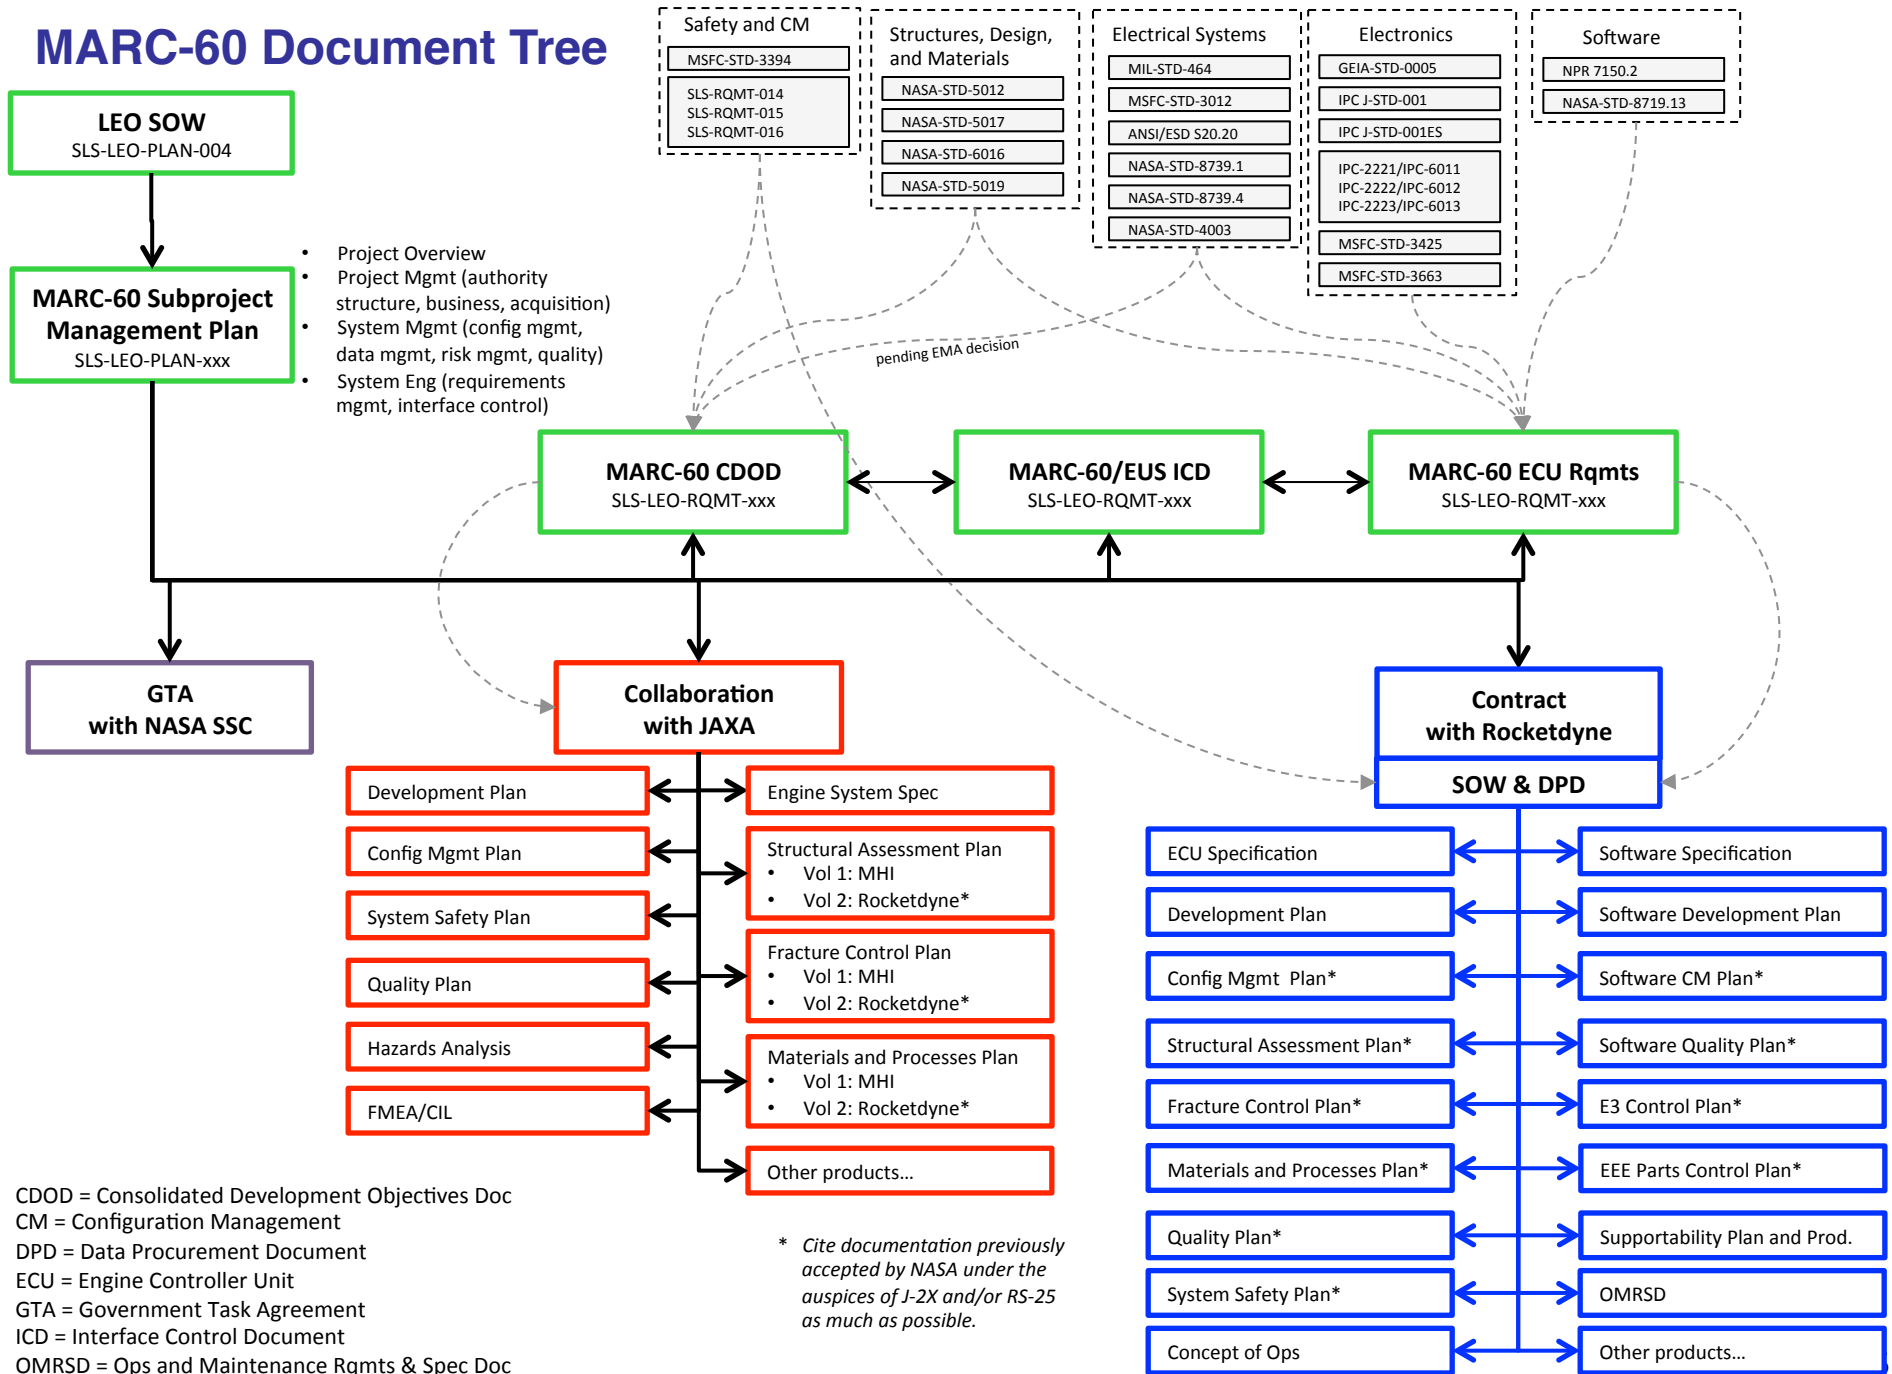 MARC-60 Document Tree
LEO SOW
SLS-LEO-PLAN-004
MARC-60 Subproject
Management Plan
SLS-LEO-PLAN-xxx
• Project Overview
• Project Mgmt (authority
structure, business, acquisition)
• System Mgmt (config mgmt,
data mgmt, risk mgmt, quality)
• System Eng (requirements
mgmt, interface control)
Safety and CM
MSFC-STD-3394
SLS-RQMT-014
SLS-RQMT-015
SLS-RQMT-016
Structures, Design,
and Materials
NASA-STD-5012
NASA-STD-5017
NASA-STD-6016
NASA-STD-5019
Electrical Systems
MIL-STD-464
MSFC-STD-3012
ANSI/ESD S20.20
NASA-STD-8739.1
NASA-STD-8739.4
NASA-STD-4003
Electronics
GEIA-STD-0005
IPC J-STD-001
IPC J-STD-001ES
IPC-2221/IPC-6011
IPC-2222/IPC-6012
IPC-2223/IPC-6013
MSFC-STD-3425
MSFC-STD-3663
Software
NPR 7150.2
NASA-STD-8719.13
pending EMA decision
MARC-60 CDOD
SLS-LEO-RQMT-xxx
MARC-60/EUS ICD
SLS-LEO-RQMT-xxx
MARC-60 ECU Rqmts
SLS-LEO-RQMT-xxx
GTA
with NASA SSC
Collaboration
with JAXA
Contract
with Rocketdyne
SOW & DPD
Development Plan
Config Mgmt Plan
System Safety Plan
Quality Plan
Hazards Analysis
FMEA/CIL
Engine System Spec
Structural Assessment Plan
• Vol 1: MHI
• Vol 2: Rocketdyne*
Fracture Control Plan
• Vol 1: MHI
• Vol 2: Rocketdyne*
Materials and Processes Plan
• Vol 1: MHI
• Vol 2: Rocketdyne*
Other products…
ECU Specification
Development Plan
Config Mgmt Plan*
Structural Assessment Plan*
Fracture Control Plan*
Materials and Processes Plan*
Quality Plan*
System Safety Plan*
Concept of Ops
Software Specification
Software Development Plan
Software CM Plan*
Software Quality Plan*
E3 Control Plan*
EEE Parts Control Plan*
Supportability Plan and Prod.
OMRSD
Other products…
CDOD = Consolidated Development Objectives Doc
CM = Configuration Management
DPD = Data Procurement Document
ECU = Engine Controller Unit
GTA = Government Task Agreement
ICD = Interface Control Document
OMRSD = Ops and Maintenance Rqmts & Spec Doc
* Cite documentation previously
accepted by NASA under the
auspices of J-2X and/or RS-25
as much as possible.